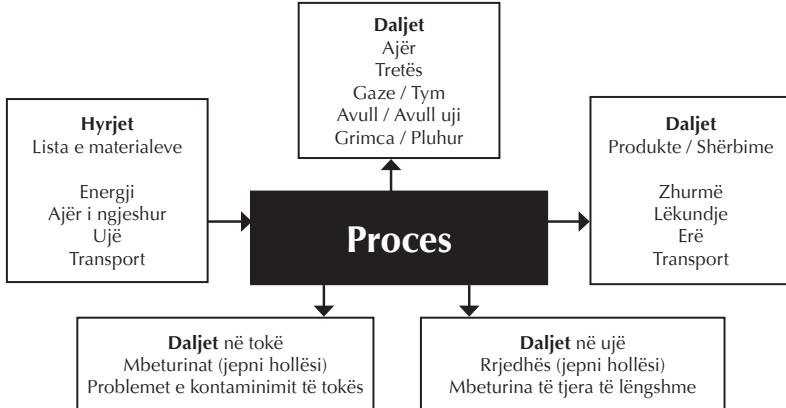 Daljet
Ajër
Tretës
Gaze / Tym
Avull / Avull uji
Grimca / Pluhur
Hyrjet
Lista e materialeve
Energji
Ajër i ngjeshur
Ujë
Transport
Proces
Daljet
Produkte / Shërbime
Zhurmë
Lëkundje
Erë
Transport
Daljet në tokë
Mbeturinat (jepni hollësi)
Problemet e kontaminimit të tokës
Daljet në ujë
Rrjedhës (jepni hollësi)
Mbeturina të tjera të lëngshme